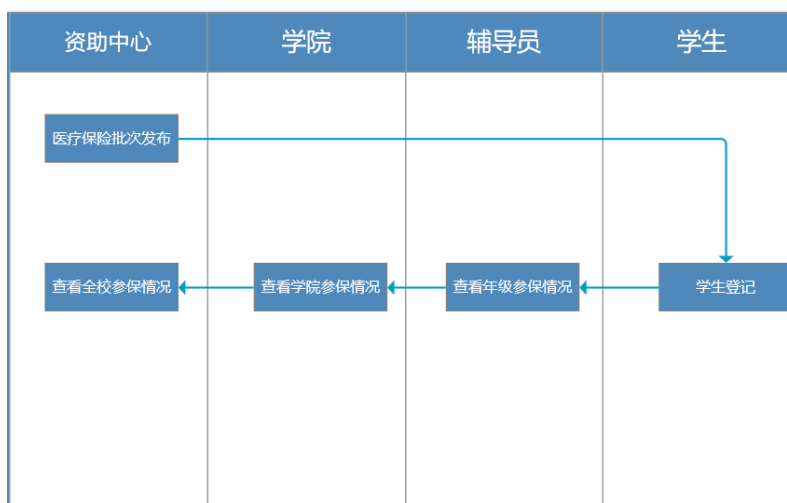 资助中心
学院
辅导员
学生
医疗保险批次发布
查看全校参保情况
查看学院参保情况
查看年级参保情况
学生登记